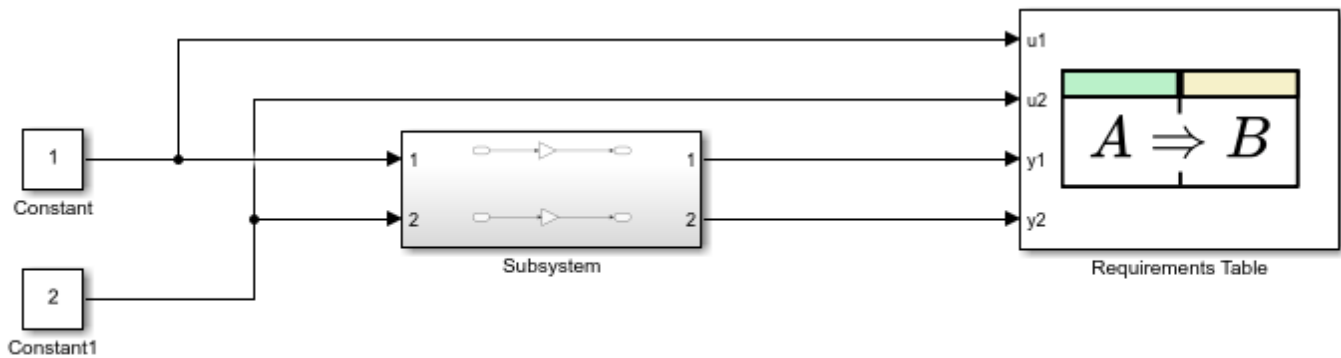 u1
u2
1
Constant
1
2
1
2
Subsystem
y1
y2
A ⇒ B
Requirements Table
2
Constant1